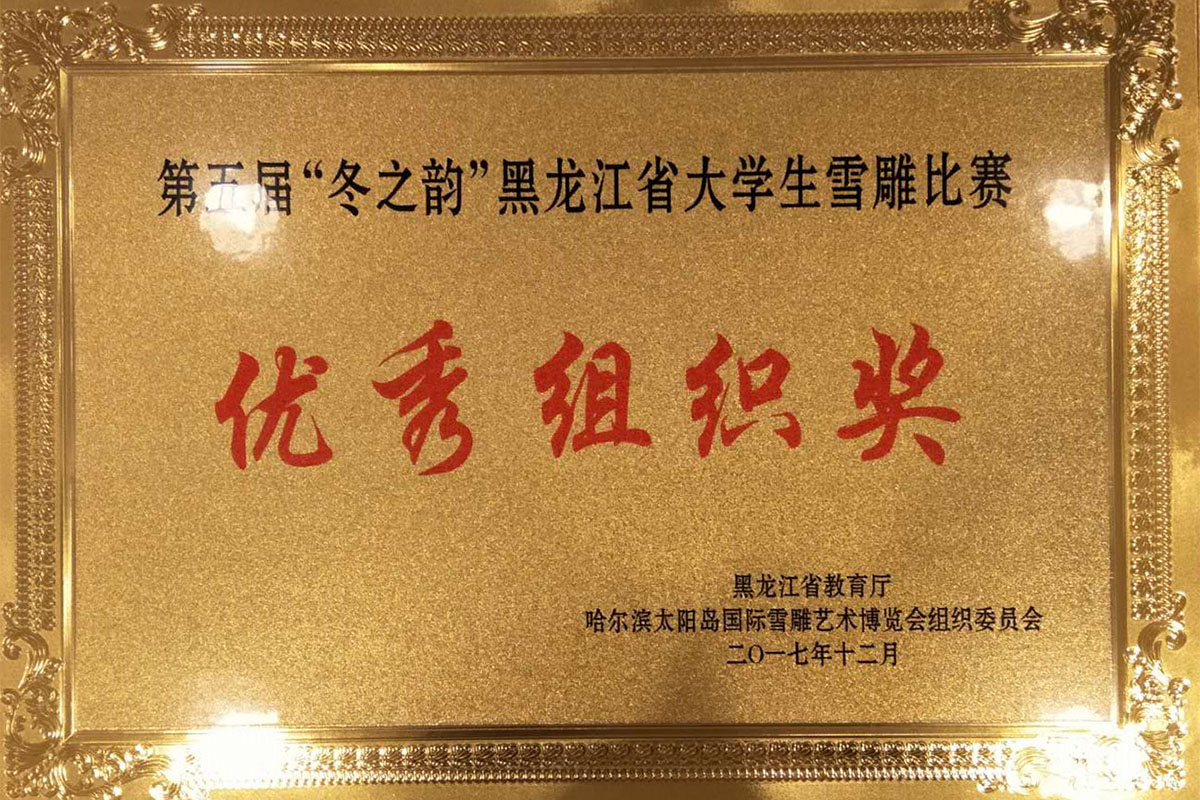 第五届“冬之韵”黑龙江省大学生雪雕比赛
优秀组织奖
黑龙江省教育厅
哈尔滨太阳岛国际雪雕艺术博览会组织委员会
二〇一七年十二月